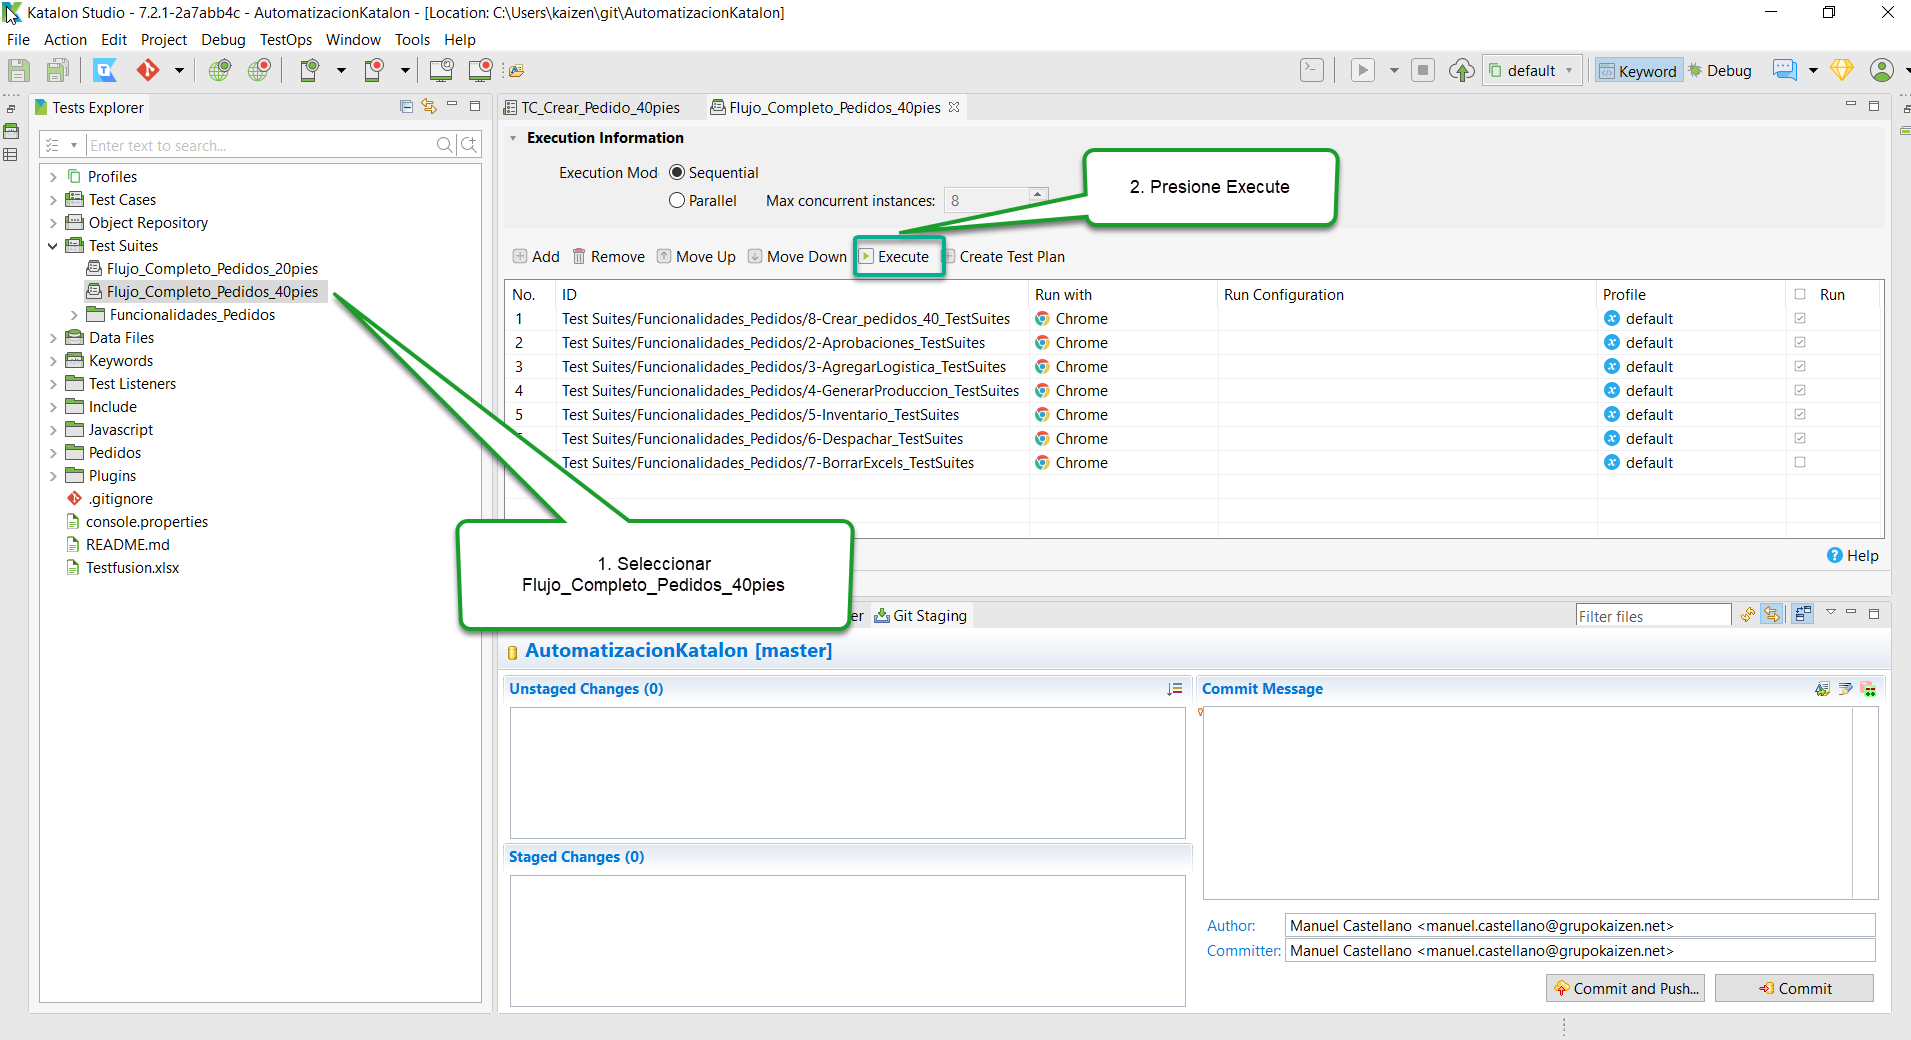 Katalon Studio - 7.2.1-2a7abb4c - AutomatizacionKatalon - [Location: C:\Users\kaizen\git\AutomatizacionKatalon]
File Action Edit Project Debug TestOps Window Tools Help
default Keyword Debug
Tests Explorer
Enter text to search...
Profiles
Test Cases
Object Repository
Test Suites
Flujo_Completo_Pedidos_20pies
Flujo_Completo_Pedidos_40pies
Funcionalidades_Pedidos
Data Files
Keywords
Test Listeners
Include
Javascript
Pedidos
Plugins
.gitignore
console.properties
README.md
Testfusion.xlsx
TC_Crear_Pedido_40pies Flujo_Completo_Pedidos_40pies
Execution Information
Execution Mod Sequential
Parallel Max concurrent instances: 8
2. Presione Execute
Add Remove Move Up Move Down Execute Create Test Plan
No. ID Run with Run Configuration Profile Run
1 Test Suites/Funcionalidades_Pedidos/8-Crear_pedidos_40_TestSuites Chrome default
2 Test Suites/Funcionalidades_Pedidos/2-Aprobaciones_TestSuites Chrome default
3 Test Suites/Funcionalidades_Pedidos/3-AgregarLogistica_TestSuites Chrome default
4 Test Suites/Funcionalidades_Pedidos/4-GenerarProduccion_TestSuites Chrome default
5 Test Suites/Funcionalidades_Pedidos/5-Inventario_TestSuites Chrome default
Test Suites/Funcionalidades_Pedidos/6-Despachar_TestSuites Chrome default
Test Suites/Funcionalidades_Pedidos/7-BorrarExcels_TestSuites Chrome default
Help
1. Seleccionar
Flujo_Completo_Pedidos_40pies
er Git Staging
Filter files
AutomatizacionKatalon [master]
Unstaged Changes (0)
Staged Changes (0)
Commit Message
Author: Manuel Castellano <manuel.castellano@grupokaizen.net>
Committer: Manuel Castellano <manuel.castellano@grupokaizen.net>
Commit and Push... Commit